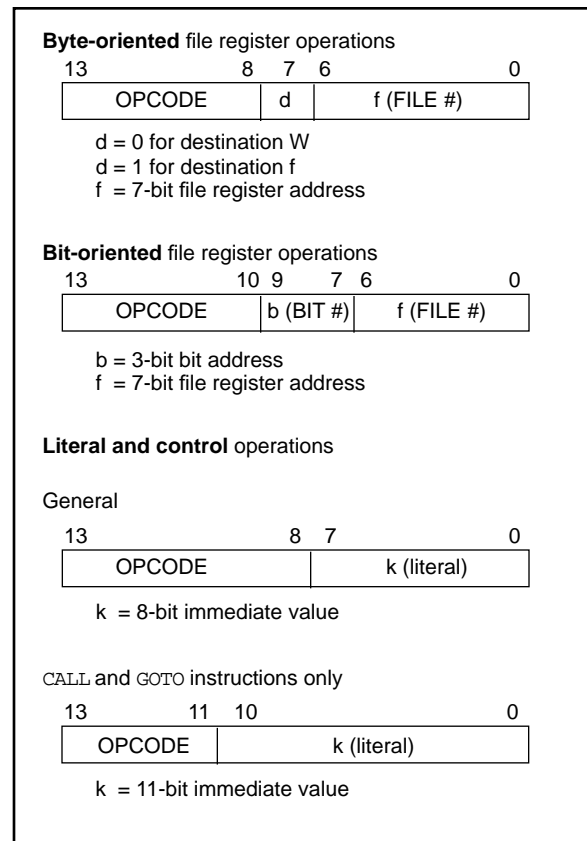 Byte-oriented file register operations
13 8 7 6 0
OPCODE d f (FILE #)
d = 0 for destination W
d = 1 for destination f
f = 7-bit file register address
Bit-oriented file register operations
13 10 9 7 6 0
OPCODE b (BIT #) f (FILE #)
b = 3-bit bit address
f = 7-bit file register address
Literal and control operations
General
13 8 7 0
OPCODE k (literal)
k = 8-bit immediate value
CALL and GOTO instructions only
13 11 10 0
OPCODE k (literal)
k = 11-bit immediate value